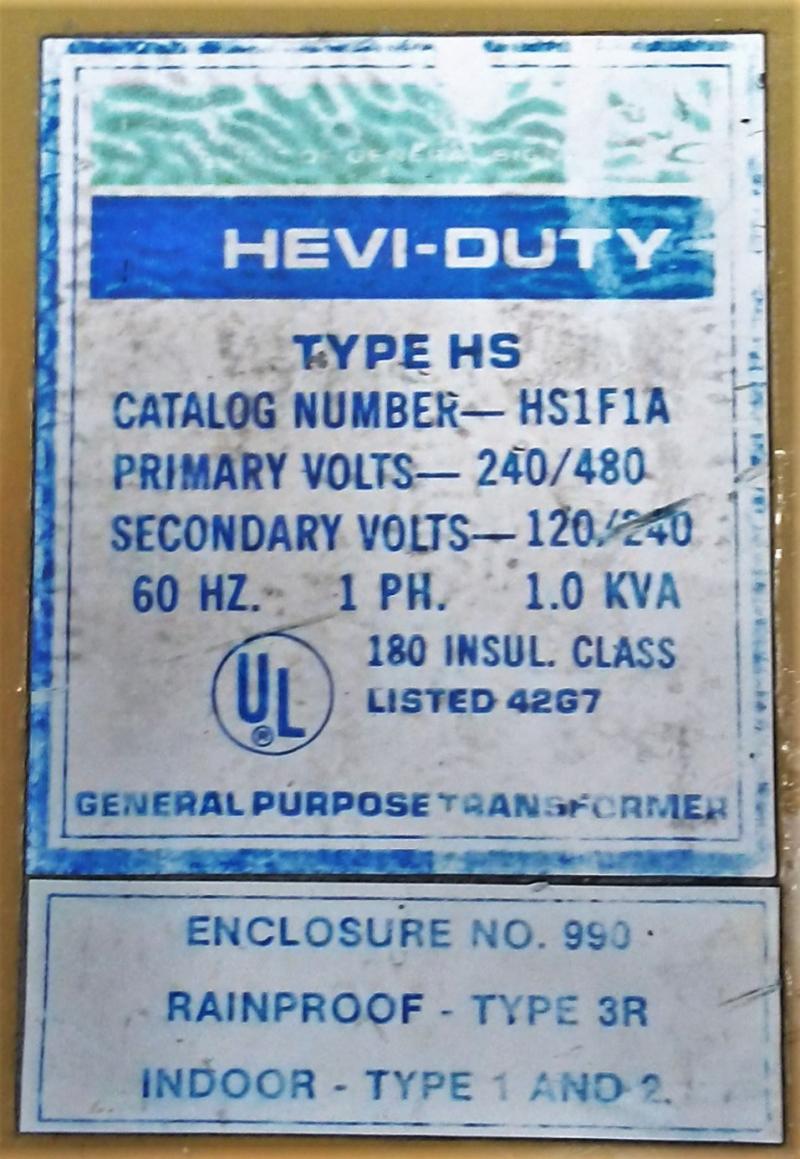 HEVI-DUTY
TYPE HS
CATALOG NUMBER— HS1F1A
PRIMARY VOLTS— 240/480
SECONDARY VOLTS— 120/240
60 HZ. 1 PH. 1.0 KVA
UL ®
180 INSUL. CLASS
LISTED 42G7
GENERAL PURPOSE TRANSFORMER
ENCLOSURE NO. 990
RAINPROOF - TYPE 3R
INDOOR - TYPE 1 AND 2.